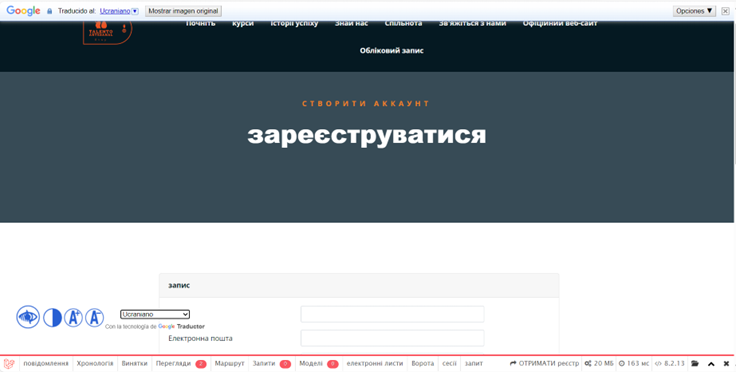 Google Traducido al: Ucraniano ▼ Mostrar imagen original Opciones ▼
Почніть курси Історії успіху Знай нас Спільнота Зв'яжіться з нами Офіційний веб-сайт
TALENTO
Обліковий запис
СТВОРИТИ АККАУНТ
зареєструватися
запис
Ucraniano
Con la tecnología de Google Traductor
Електронна пошта
повідомлення Хронологія Винятки Перегляди 2 Маршрут Запити 0 Моделі 0 електронні листи Ворота сесії запит ОТРИМАТИ реєстр 20 МБ 163 мс 8.2.13